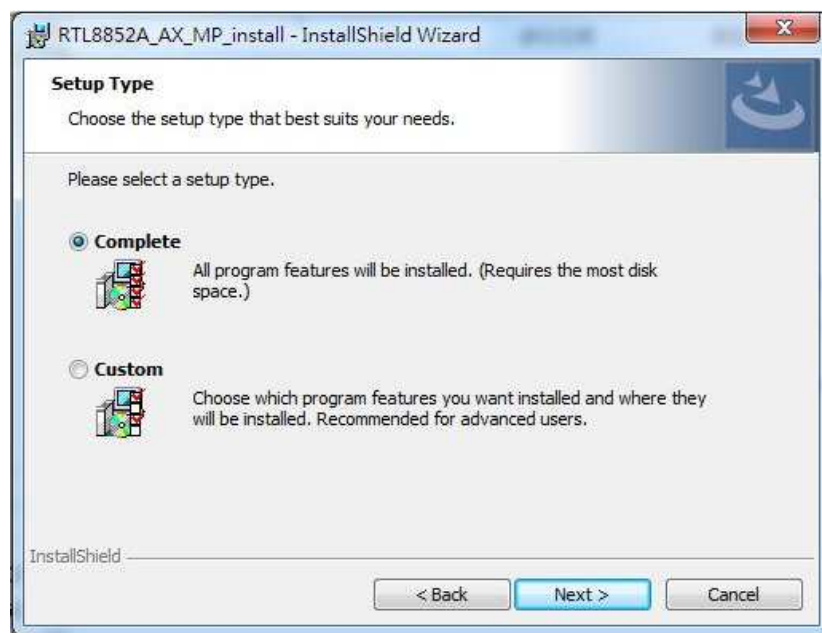 RTL8852A_AX_MP_install - InstallShield Wizard
Setup Type
Choose the setup type that best suits your needs.
Please select a setup type.
Complete
All program features will be installed. (Requires the most disk
space.)
Custom
Choose which program features you want installed and where they
will be installed. Recommended for advanced users.
InstallShield
< Back
Next >
Cancel